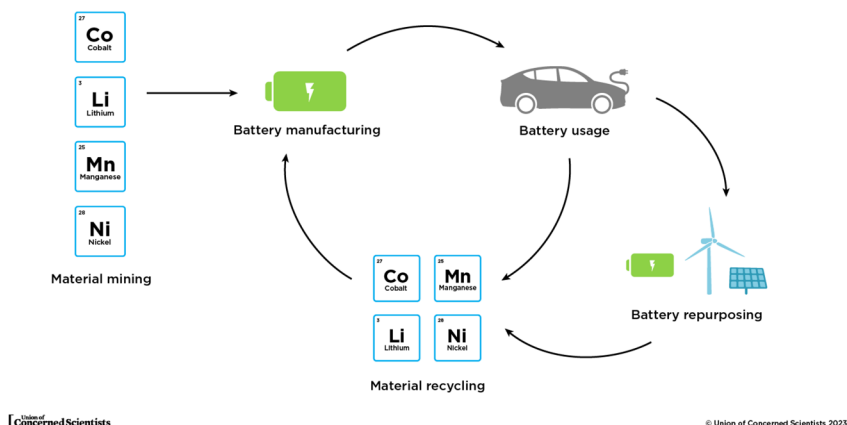 27
Co
Cobalt
3
Li
Lithium
25
Mn
Manganese
28
Ni
Nickel
Material mining
Battery manufacturing
Battery usage
Battery repurposing
27
Co
Cobalt
25
Mn
Manganese
3
Li
Lithium
28
Ni
Nickel
Material recycling
Union of
Concerned Scientists
© Union of Concerned Scientists 2023